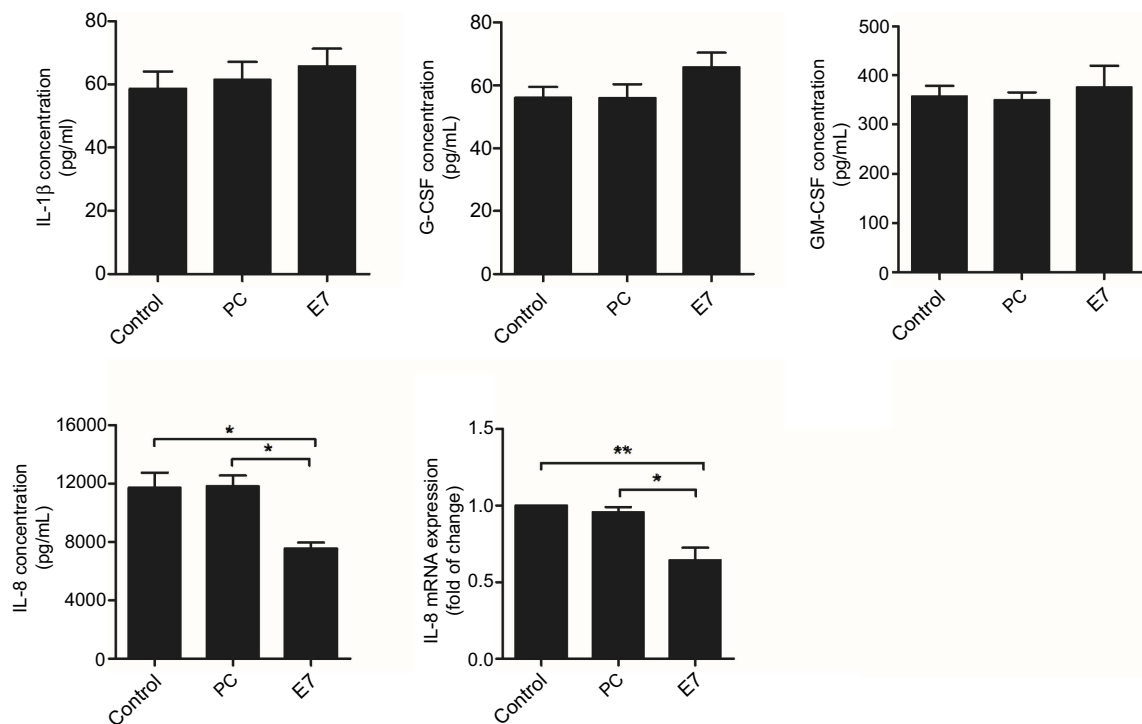 IL-1β concentration
(pg/ml)
80
60
40
20
0
Control
PC
E7
G-CSF concentration
(pg/mL)
80
60
40
20
0
Control
PC
E7
GM-CSF concentration
(pg/mL)
500
400
300
200
100
0
Control
PC
E7
IL-8 concentration
(pg/mL)
16000
12000
8000
4000
0
*
*
Control
PC
E7
IL-8 mRNA expression
(fold of change)
1.5
1.0
0.5
0.0
**
*
Control
PC
E7